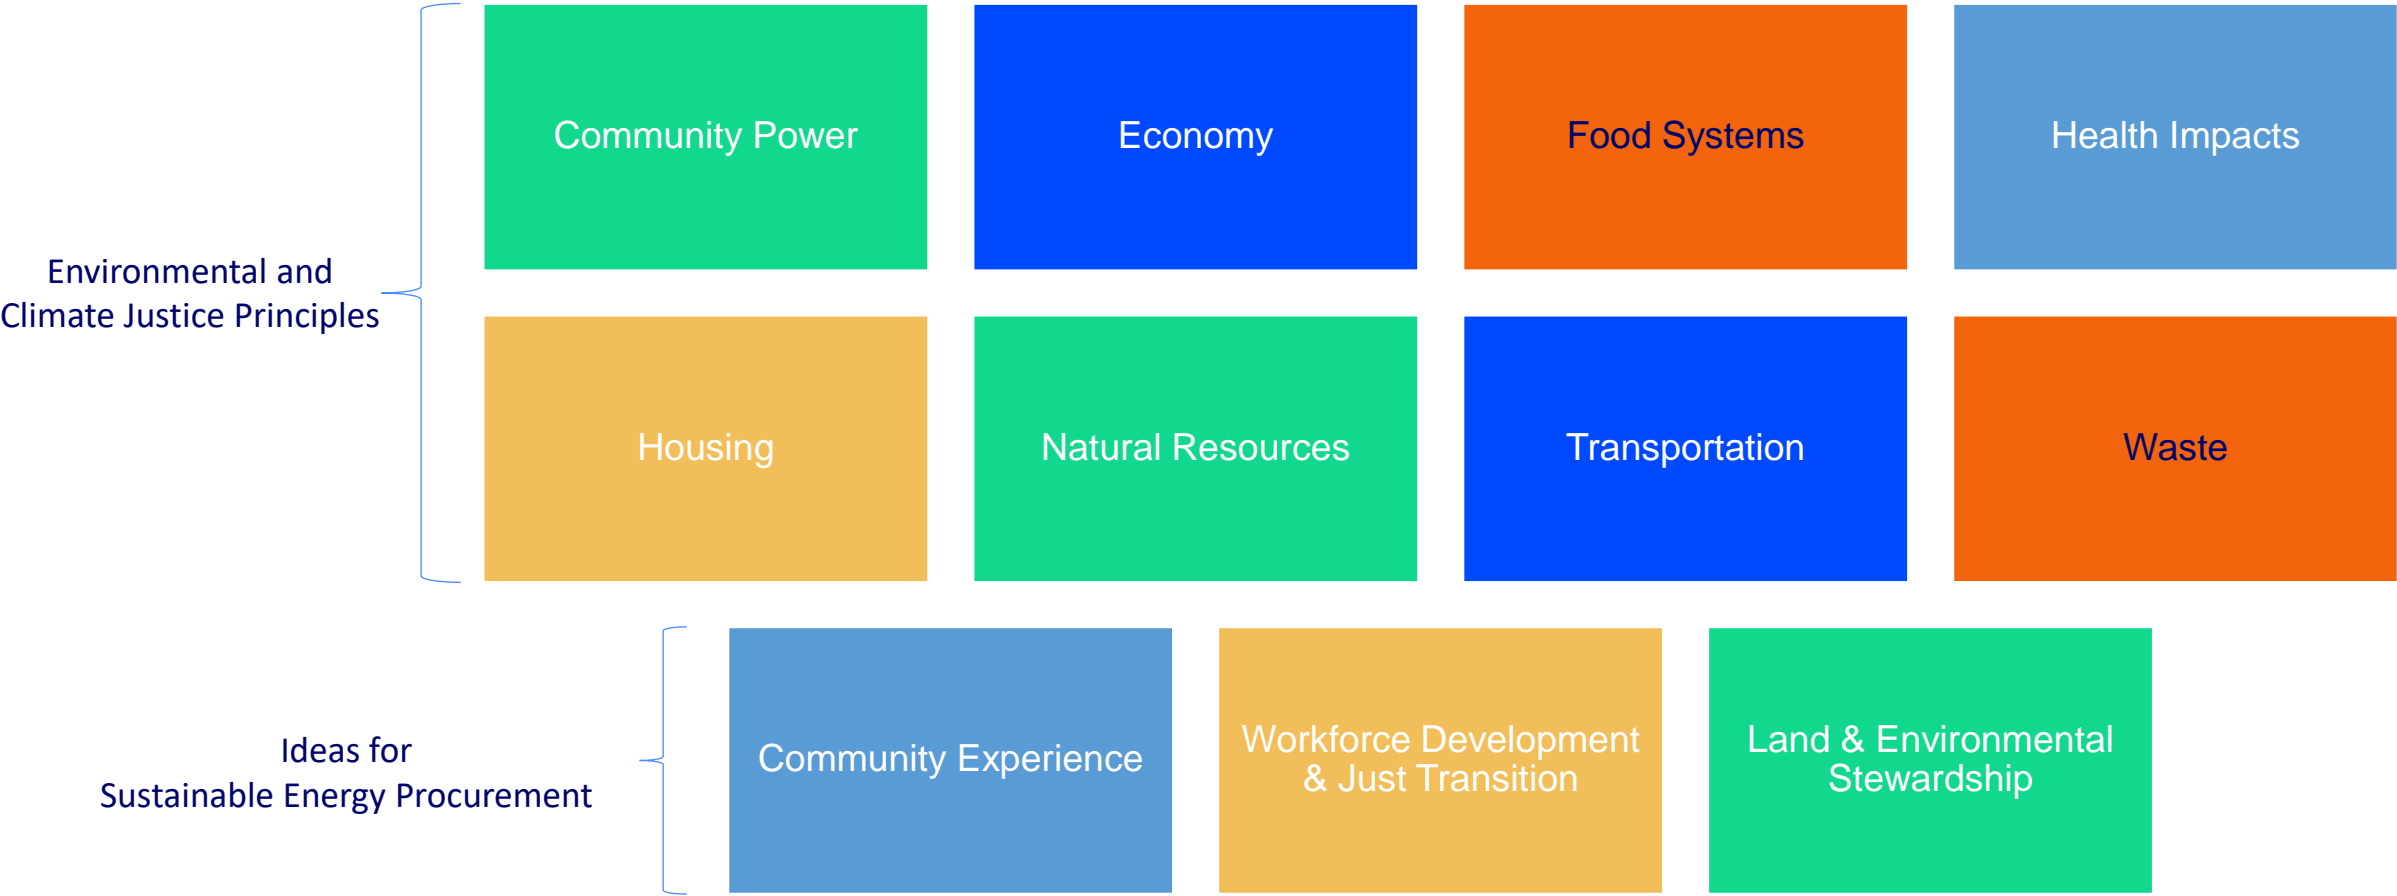 Environmental and
Climate Justice Principles
Community Power
Economy
Food Systems
Health Impacts
Housing
Natural Resources
Transportation
Waste
Ideas for
Sustainable Energy Procurement
Community Experience
Workforce Development
& Just Transition
Land & Environmental
Stewardship